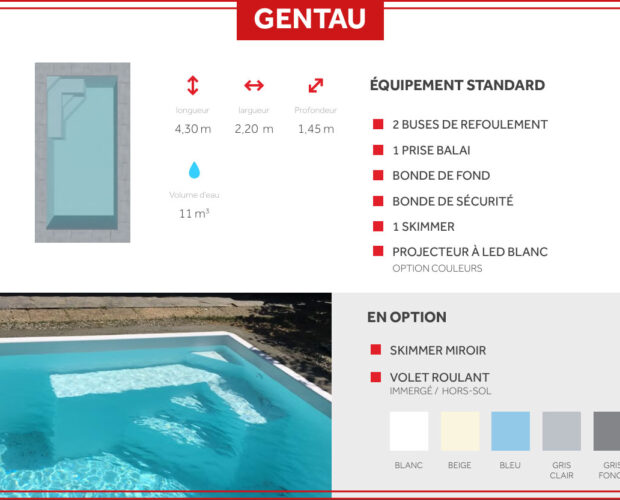 GENTAU
longueur
4,30 m
largueur
2,20 m
Profondeur
1,45 m
Volume d'eau
11 m³
ÉQUIPEMENT STANDARD
2 BUSES DE REFOULEMENT
1 PRISE BALAI
BONDE DE FOND
BONDE DE SÉCURITÉ
1 SKIMMER
PROJECTEUR À LED BLANC
OPTION COULEURS
EN OPTION
SKIMMER MIROIR
VOLET ROULANT
IMMERGÉ / HORS-SOL
BLANC
BEIGE
BLEU
GRIS
CLAIR
GRIS
FONC